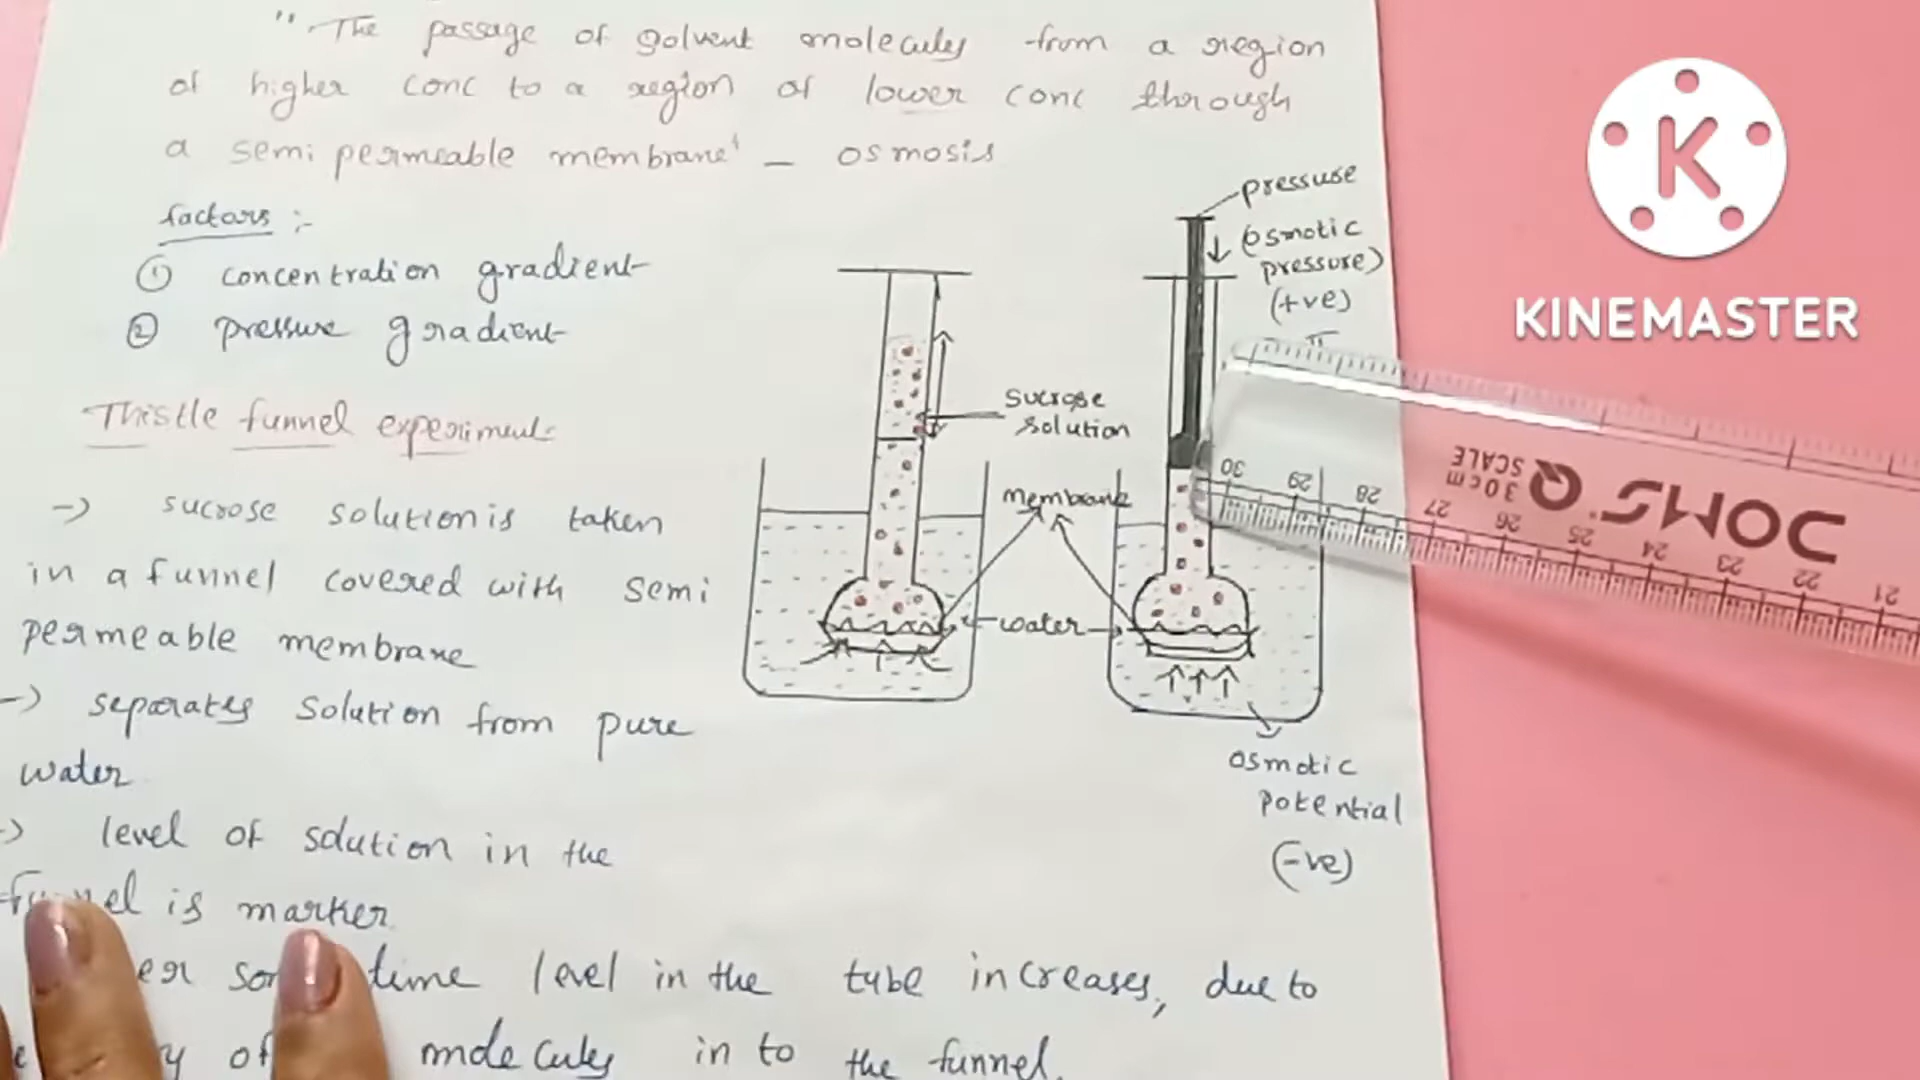 " The passage of solvent molecules from a region
of higher conc to a region of lower conc through
a semi permeable membrane' - osmosis
factors :-
① concentration gradient
② pressure gradient
Thistle funnel experiment:
-> sucrose solution is taken
in a funnel covered with semi
permeable membrane
-> separates solution from pure
water
-> level of solution in the
funnel is marker.
time level in the tube increases, due to
of molecules in to the funnel.
pressure
(osmotic
pressure)
(+ve)
π
sucrose
solution
membrane
water
osmotic
potential
(-ve)
KINEMASTER
K
DOMS Q
30cm
SCALE
30 29 28 27 26 25 24 23 22 21